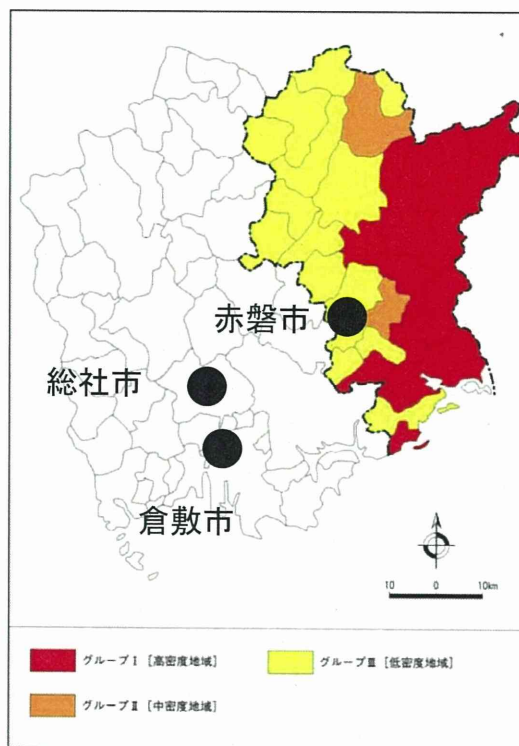 赤磐市
総社市
倉敷市
10 0 10km
グループⅠ [高密度地域]
グループⅢ [低密度地域]
グループⅡ [中密度地域]